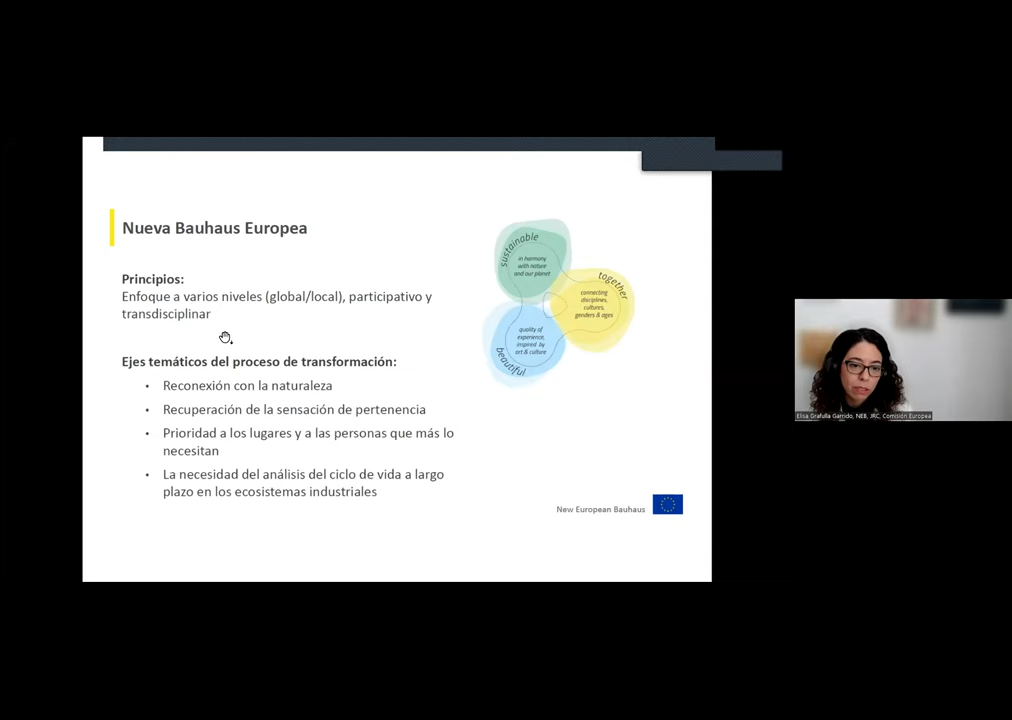 Nueva Bauhaus Europea
Principios:
Enfoque a varios niveles (global/local), participativo y
transdisciplinar
Ejes temáticos del proceso de transformación:
• Reconexión con la naturaleza
• Recuperación de la sensación de pertenencia
• Prioridad a los lugares y a las personas que más lo
necesitan
• La necesidad del análisis del ciclo de vida a largo
plazo en los ecosistemas industriales
sustainable
in harmony
with nature
and our planet
together
connecting
disciplines,
cultures,
genders & ages
quality of
experience,
inspired by
art & culture
beautiful
New European Bauhaus
Elisa Grafulla Garrido, NEB, JRC, Comisión Europea